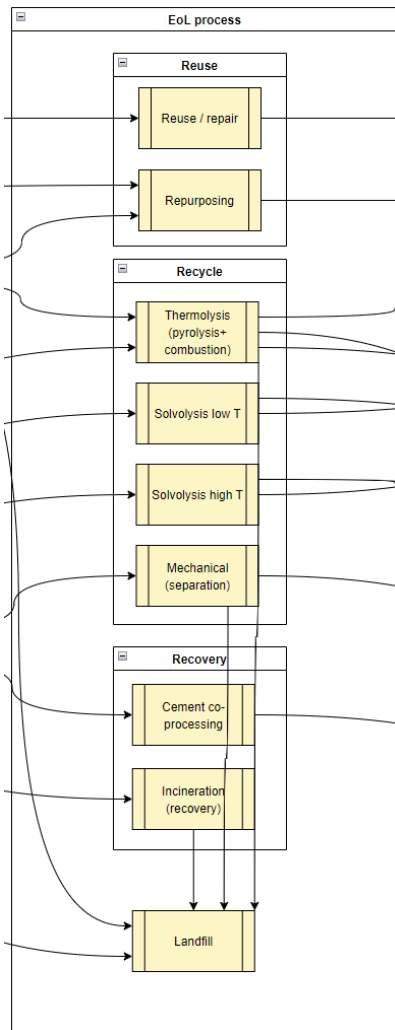 EoL process
Reuse
Reuse / repair
Repurposing
Recycle
Thermolysis
(pyrolysis+
combustion)
Solvolysis low T
Solvolysis high T
Mechanical
(separation)
Recovery
Cement co-
processing
Incineration
(recovery)
Landfill